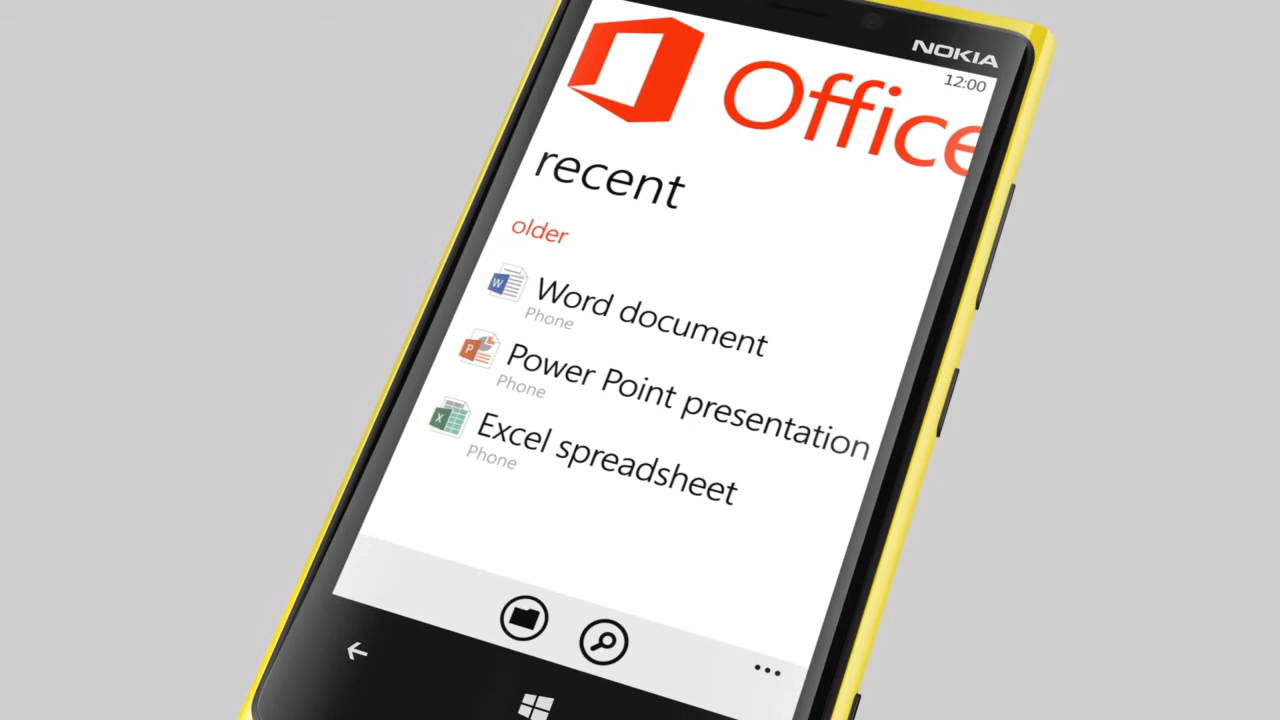 NOKIA
12:00
Office
recent
older
Word document
Phone
Power Point presentation
Phone
Excel spreadsheet
Phone